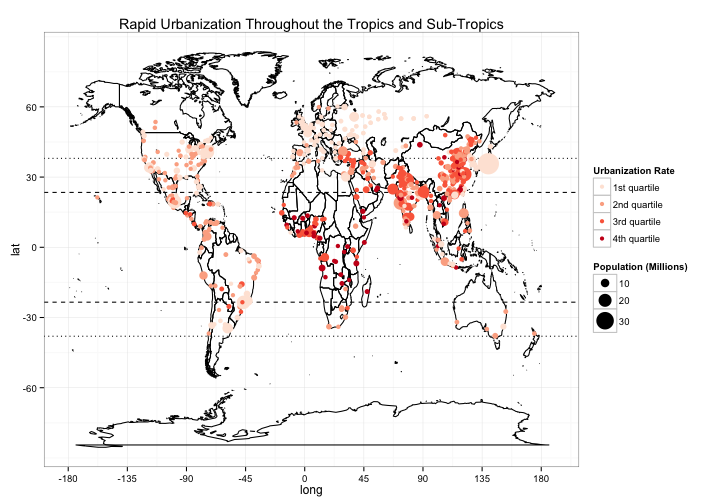 Rapid Urbanization Throughout the Tropics and Sub-Tropics
lat
60
30
0
-30
-60
-180 -135 -90 -45 0 45 90 135 180
long
Urbanization Rate
1st quartile
2nd quartile
3rd quartile
4th quartile
Population (Millions)
10
20
30